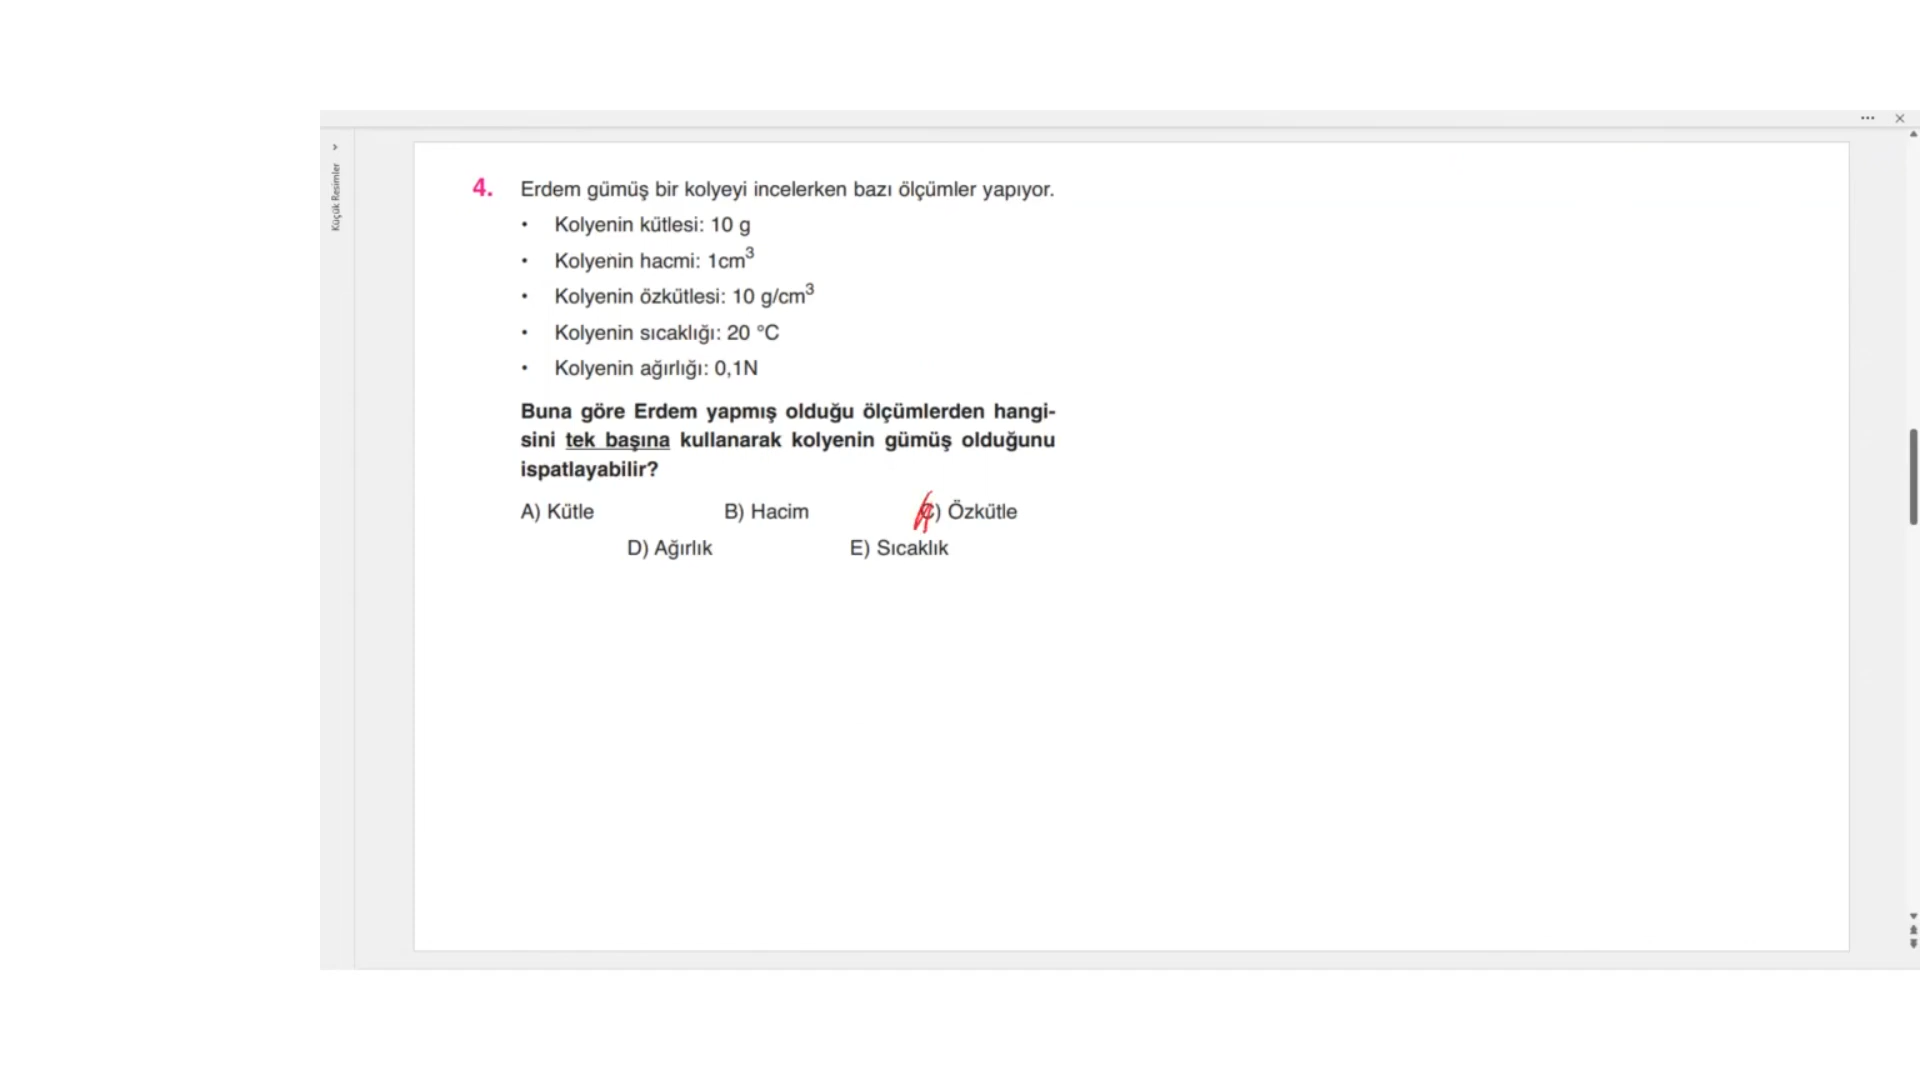 Küçük Resimler
4. Erdem gümüş bir kolyeyi incelerken bazı ölçümler yapıyor.
• Kolyenin kütlesi: 10 g
• Kolyenin hacmi: 1cm³
• Kolyenin özkütlesi: 10 g/cm³
• Kolyenin sıcaklığı: 20 °C
• Kolyenin ağırlığı: 0,1N
Buna göre Erdem yapmış olduğu ölçümlerden hangi-
sini tek başına kullanarak kolyenin gümüş olduğunu
ispatlayabilir?
A) Kütle B) Hacim C) Özkütle
D) Ağırlık E) Sıcaklık